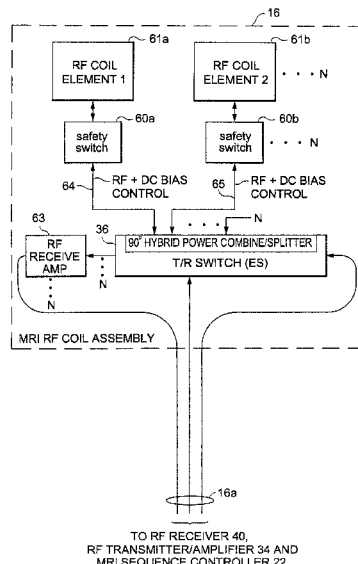 16
61a
61b
RF COIL
ELEMENT 1
RF COIL
ELEMENT 2
• • • • N
60a
60b
safety
switch
safety
switch
• • • • N
64
RF + DC BIAS
CONTROL
65
RF + DC BIAS
CONTROL
63
36
• • • • N
RF
RECEIVE
AMP
90° HYBRID POWER COMBINE/SPLITTER
T/R SWITCH (ES)
N
N
MRI RF COIL ASSEMBLY
16a
TO RF RECEIVER 40,
RF TRANSMITTER/AMPLIFIER 34 AND
MRI SEQUENCE CONTROLLER 22